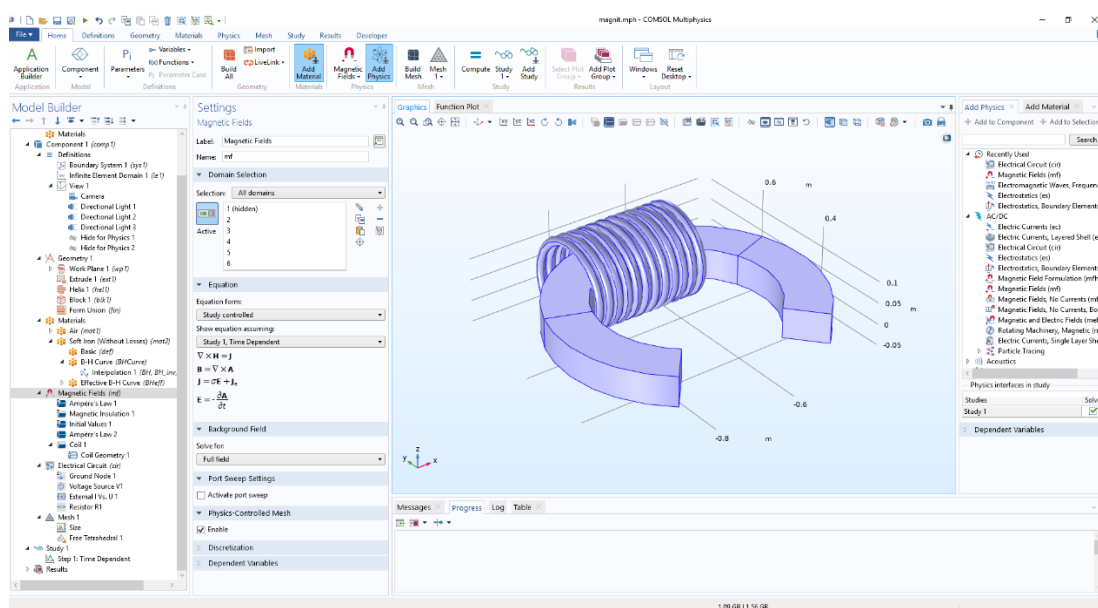 magnit.mph - COMSOL Multiphysics
File
Home
Definitions
Geometry
Materials
Physics
Mesh
Study
Results
Developer
Application Builder
Component 1
Parameters
a= Variables
f(x) Functions
Pi Parameter Case
Build All
Import
LiveLink
Add Material
Magnetic Fields
Add Physics
Build Mesh
Mesh 1
Compute
Study 1
Add Study
Select Plot Group
Add Plot Group
Windows
Reset Desktop
Application
Model
Definitions
Geometry
Materials
Physics
Mesh
Study
Results
Layout
Model Builder
Materials
Component 1 (comp1)
Definitions
Boundary System 1 (sys1)
Infinite Element Domain 1 (ie1)
View 1
Camera
Directional Light 1
Directional Light 2
Directional Light 3
Hide for Physics 1
Hide for Physics 2
Geometry 1
Work Plane 1 (wp1)
Extrude 1 (ext1)
Helix 1 (hel1)
Block 1 (blk1)
Form Union (fin)
Materials
Air (mat1)
Soft Iron (Without Losses) (mat2)
Basic (def)
B-H Curve (BHCurve)
Interpolation 1 (BH, BH_inv,
Effective B-H Curve (BHeff)
Magnetic Fields (mf)
Ampère's Law 1
Magnetic Insulation 1
Initial Values 1
Ampère's Law 2
Coil 1
Coil Geometry 1
Electrical Circuit (cir)
Ground Node 1
Voltage Source V1
External I Vs. U 1
Resistor R1
Mesh 1
Size
Free Tetrahedral 1
Study 1
Step 1: Time Dependent
Results
Settings
Magnetic Fields
Label: Magnetic Fields
Name: mf
Domain Selection
Selection: All domains
1 (hidden)
2
Active 3
4
5
6
Equation
Equation form:
Study controlled
Show equation assuming:
Study 1, Time Dependent
∇ × H = J
B = ∇ × A
J = σE + Jₑ
E = -∂A/∂t
Background Field
Solve for:
Full field
Port Sweep Settings
Activate port sweep
Physics-Controlled Mesh
Enable
Discretization
Dependent Variables
Graphics
Function Plot
0.6
m
0.4
0.1
0.05
m
0
-0.05
-0.6
-0.8
m
z
y
x
Messages
Progress
Log
Table
Add Physics
Add Material
Add to Component
Add to Selection
Search
Recently Used
Electrical Circuit (cir)
Magnetic Fields (mf)
Electromagnetic Waves, Frequen
Electrostatics (es)
Electrostatics, Boundary Elements
AC/DC
Electric Currents (ec)
Electric Currents, Layered Shell (e
Electrical Circuit (cir)
Electrostatics (es)
Electrostatics, Boundary Elements
Magnetic Field Formulation (mfh
Magnetic Fields (mf)
Magnetic Fields, No Currents (mf
Magnetic Fields, No Currents, Bo
Magnetic and Electric Fields (mef
Rotating Machinery, Magnetic (r
Electric Currents, Single Layer She
Particle Tracing
Acoustics
Physics interfaces in study
Studies
Solv
Study 1
Dependent Variables
1.09 GB | 1.56 GB